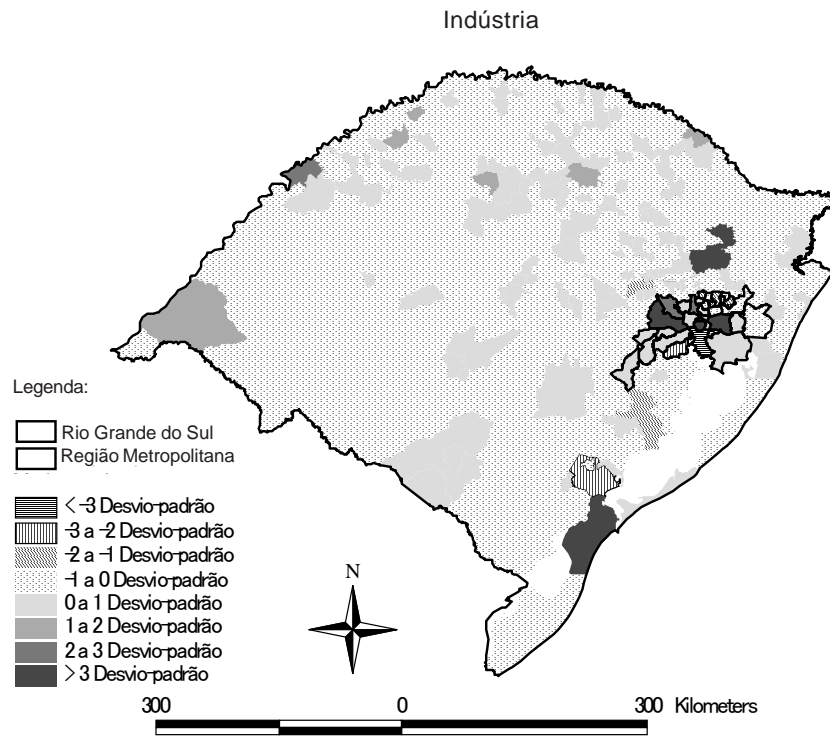 Indústria
Legenda:
Rio Grande do Sul
Região Metropolitana
<-3 Desvio-padrão
-3 a -2 Desvio-padrão
-2 a -1 Desvio-padrão
-1 a 0 Desvio-padrão
0 a 1 Desvio-padrão
1 a 2 Desvio-padrão
2 a 3 Desvio-padrão
> 3 Desvio-padrão
N
300 0 300 Kilometers